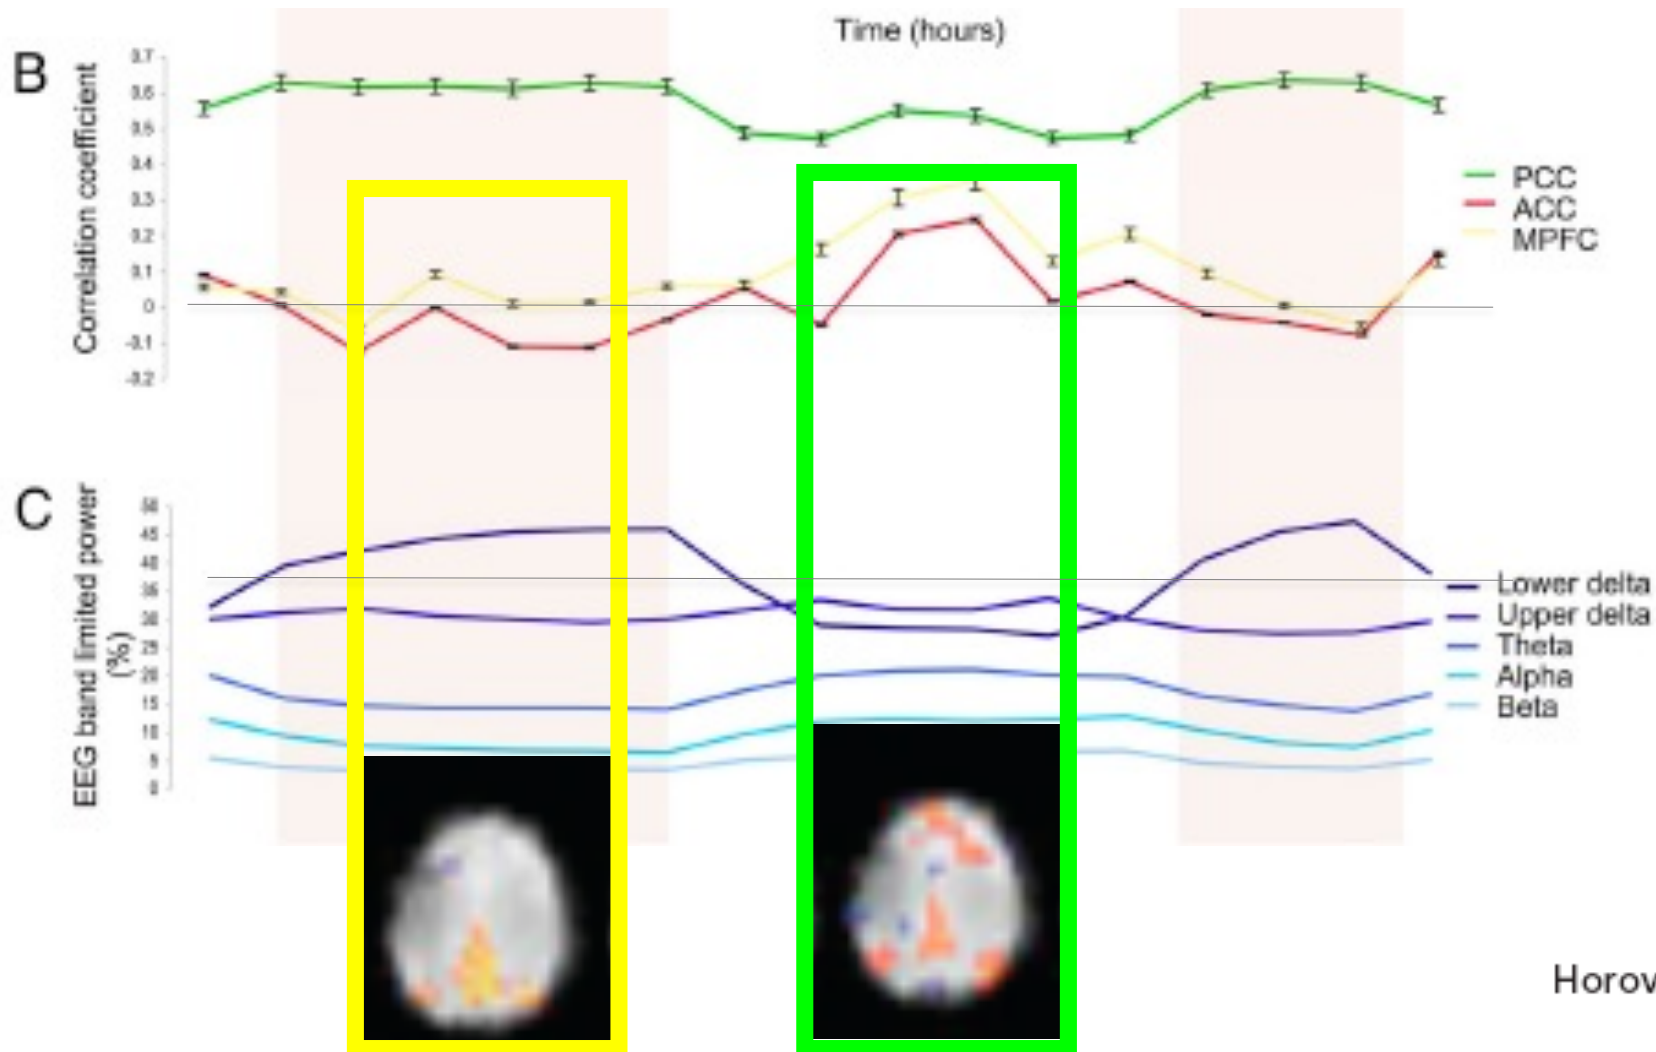 Time (hours)
B
Correlation coefficient
0.7
0.6
0.5
0.4
0.3
0.2
0.1
0
-0.1
-0.2
PCC
ACC
MPFC
C
EEG band limited power
(%)
50
45
40
35
30
25
20
15
10
5
0
Lower delta
Upper delta
Theta
Alpha
Beta
Horov